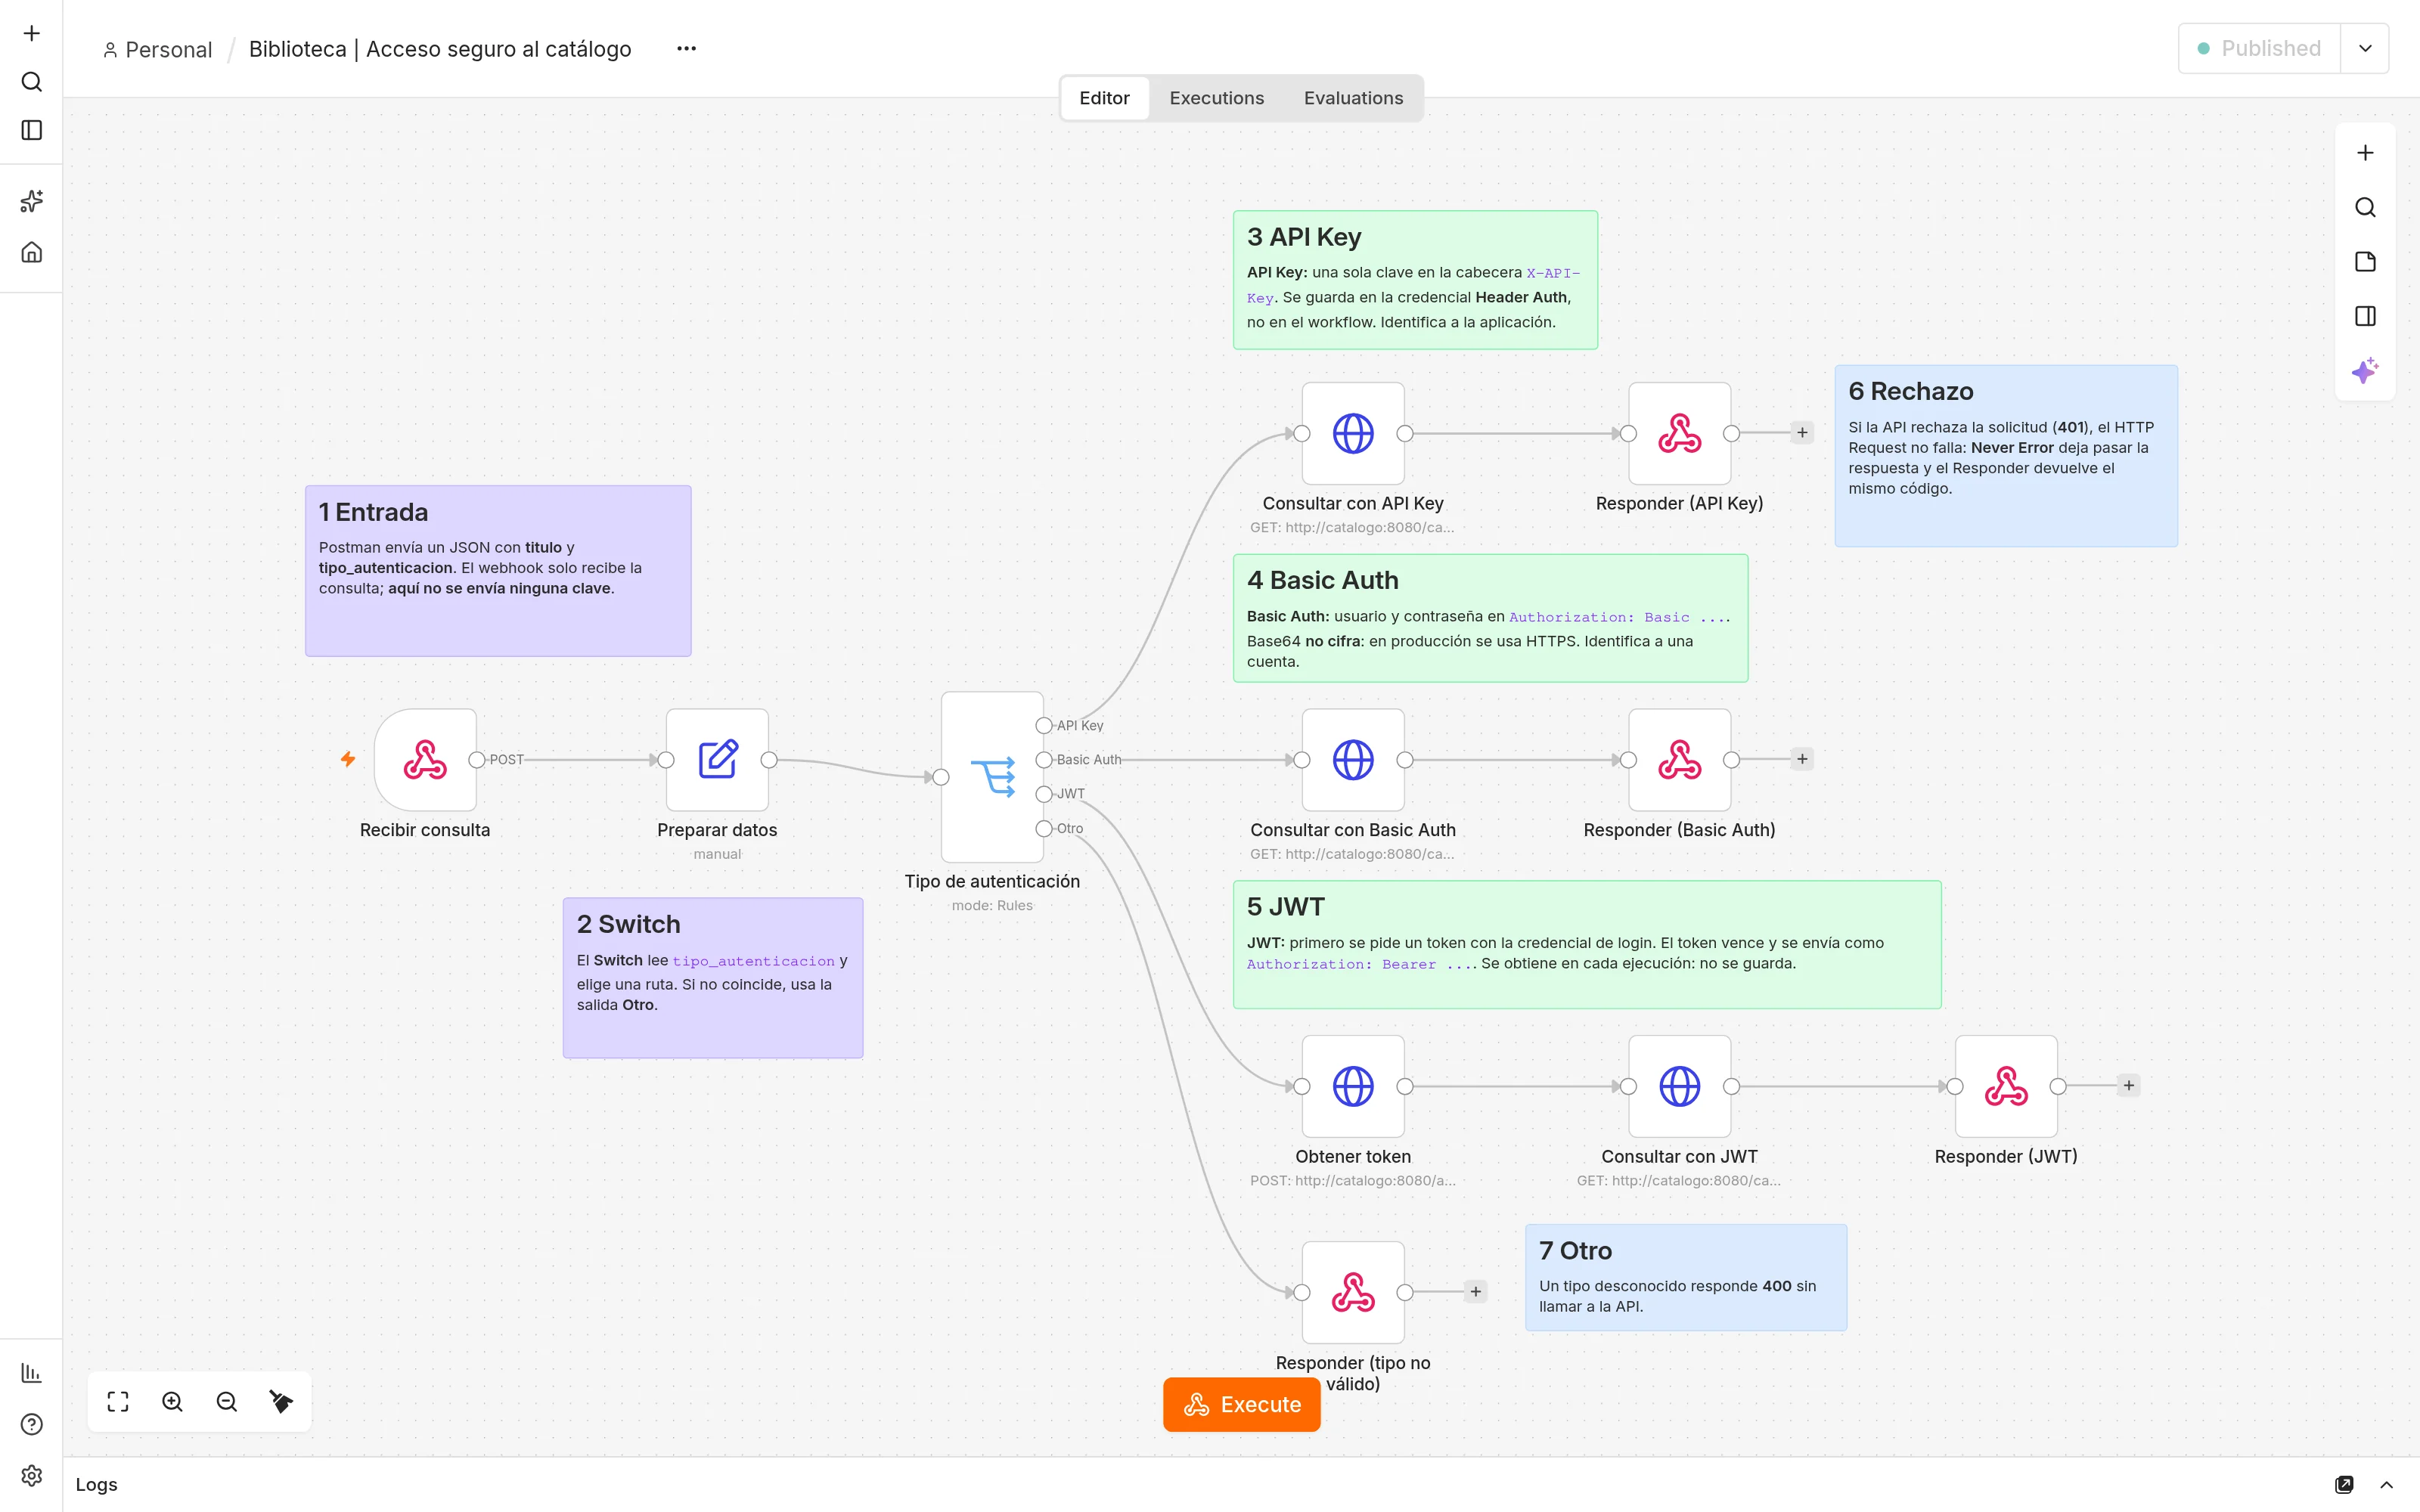 Personal / Biblioteca | Acceso seguro al catálogo
Published
Editor
Executions
Evaluations
3 API Key
API Key: una sola clave en la cabecera X-API-
Key. Se guarda en la credencial Header Auth,
no en el workflow. Identifica a la aplicación.
6 Rechazo
Si la API rechaza la solicitud (401), el HTTP
Request no falla: Never Error deja pasar la
respuesta y el Responder devuelve el
mismo código.
Consultar con API Key
GET: http://catalogo:8080/ca...
Responder (API Key)
1 Entrada
Postman envía un JSON con titulo y
tipo_autenticacion. El webhook solo recibe la
consulta; aquí no se envía ninguna clave.
4 Basic Auth
Basic Auth: usuario y contraseña en Authorization: Basic ....
Base64 no cifra: en producción se usa HTTPS. Identifica a una
cuenta.
POST
Recibir consulta
Preparar datos
manual
API Key
Basic Auth
JWT
Otro
Tipo de autenticación
mode: Rules
Consultar con Basic Auth
GET: http://catalogo:8080/ca...
Responder (Basic Auth)
2 Switch
El Switch lee tipo_autenticacion y
elige una ruta. Si no coincide, usa la
salida Otro.
5 JWT
JWT: primero se pide un token con la credencial de login. El token vence y se envía como
Authorization: Bearer .... Se obtiene en cada ejecución: no se guarda.
Obtener token
POST: http://catalogo:8080/a...
Consultar con JWT
GET: http://catalogo:8080/ca...
Responder (JWT)
7 Otro
Un tipo desconocido responde 400 sin
llamar a la API.
Responder (tipo no
válido)
Execute
Logs